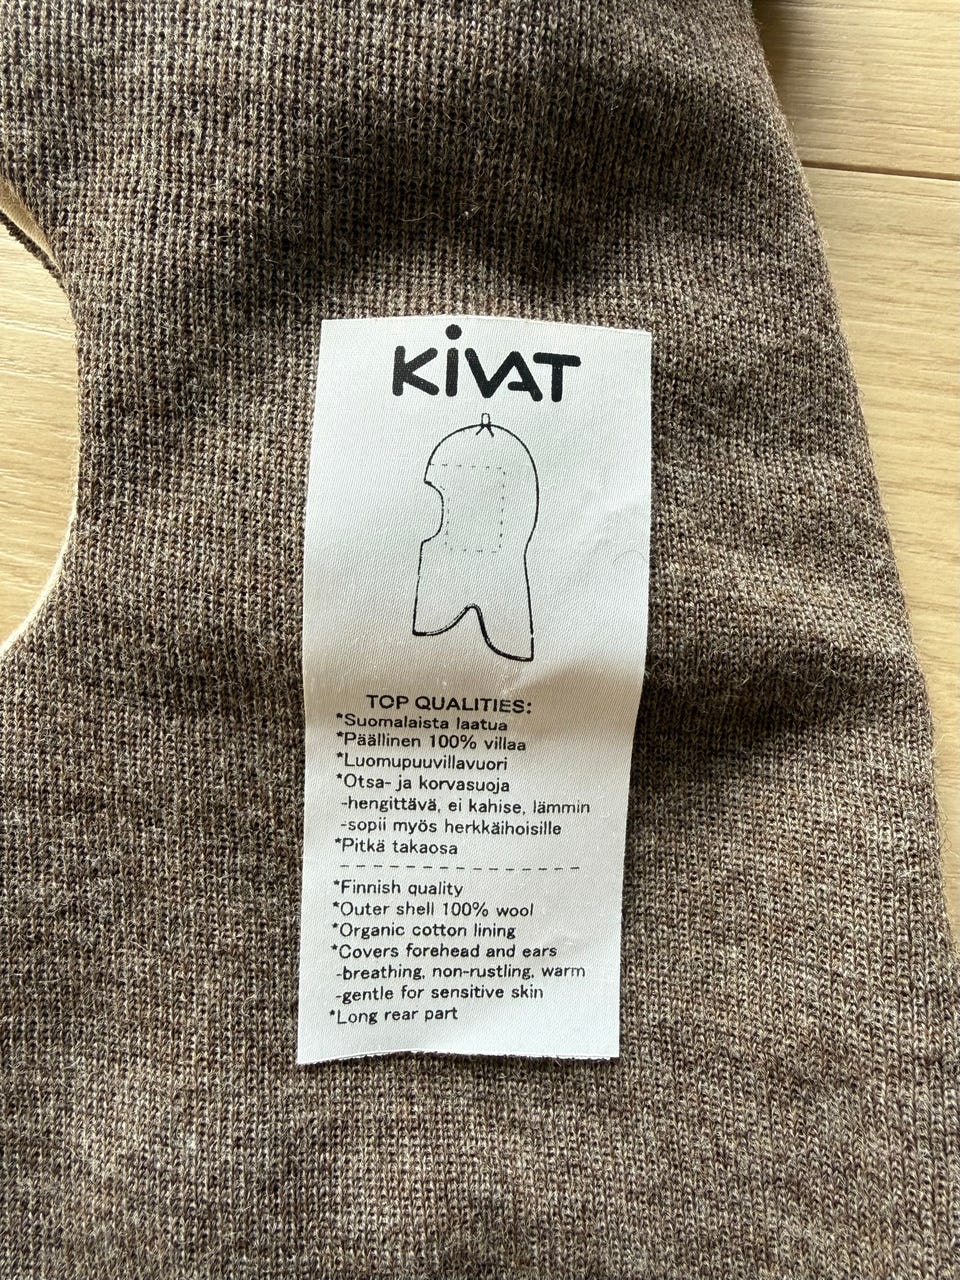 KIVAT
TOP QUALITIES:
*Suomalaista laatua
*Päällinen 100% villaa
*Luomupuuvillavuori
*Otsa- ja korvasuoja
-hengittävä, ei kahise, lämmin
-sopii myös herkkäihoisille
*Pitkä takaosa
*Finnish quality
*Outer shell 100% wool
*Organic cotton lining
*Covers forehead and ears
-breathing, non-rustling, warm
-gentle for sensitive skin
*Long rear part